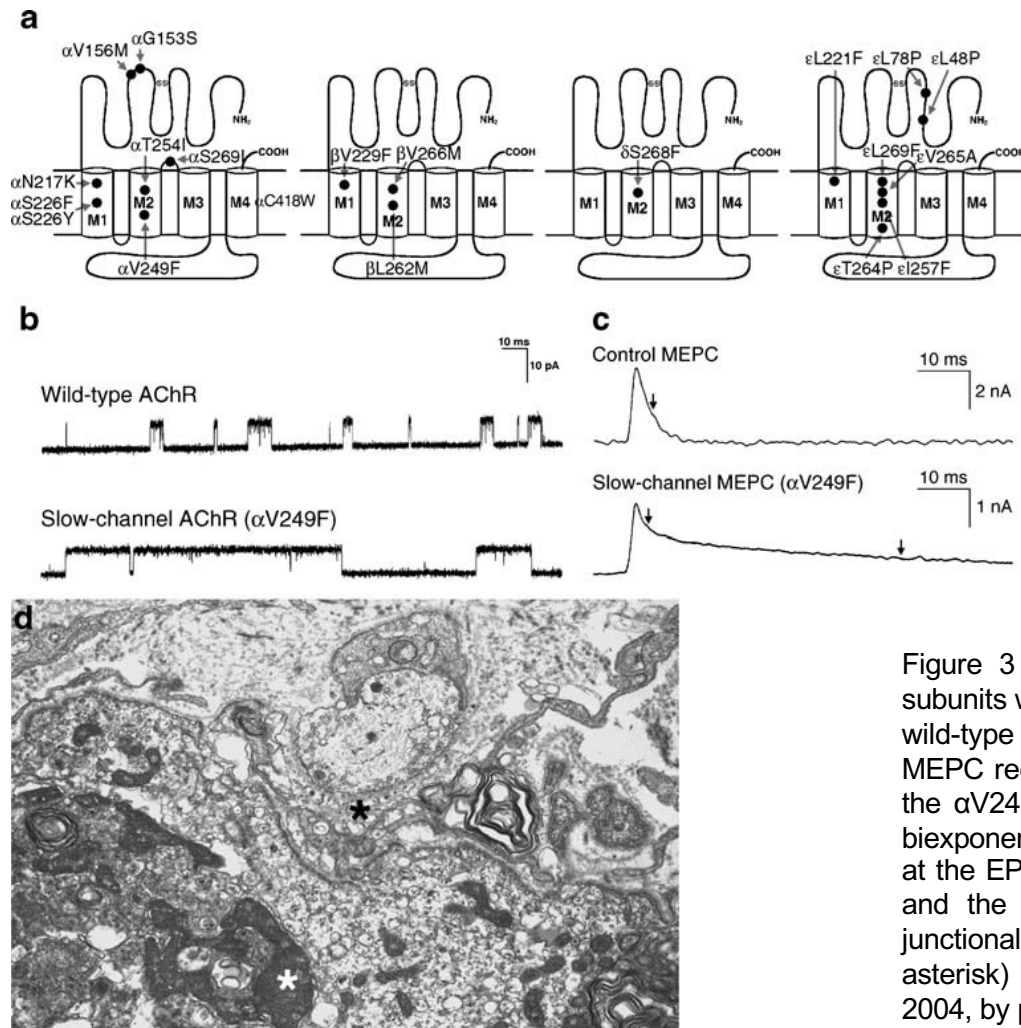 a
αV156M
αG153S
SS
NH₂
αT254I
αS269I
COOH
αN217K
αS226F
αS226Y
M1
M2
M3
M4
αC418W
αV249F
NH₂
βV229F
βV266M
COOH
M1
M2
M3
M4
βL262M
SS
NH₂
δS268F
COOH
M1
M2
M3
M4
εL221F
εL78P
εL48P
SS
NH₂
εL269F
εV265A
COOH
M1
M2
M3
M4
εT264P
εI257F
b
10 ms
10 pA
Wild-type AChR
Slow-channel AChR (αV249F)
c
Control MEPC
10 ms
2 nA
Slow-channel MEPC (αV249F)
10 ms
1 nA
d
*
*
Figure 3
subunits
wild-type
MEPC
the αV24
biexponen
at the EP
and the
junctional
asterisk)
2004, by p